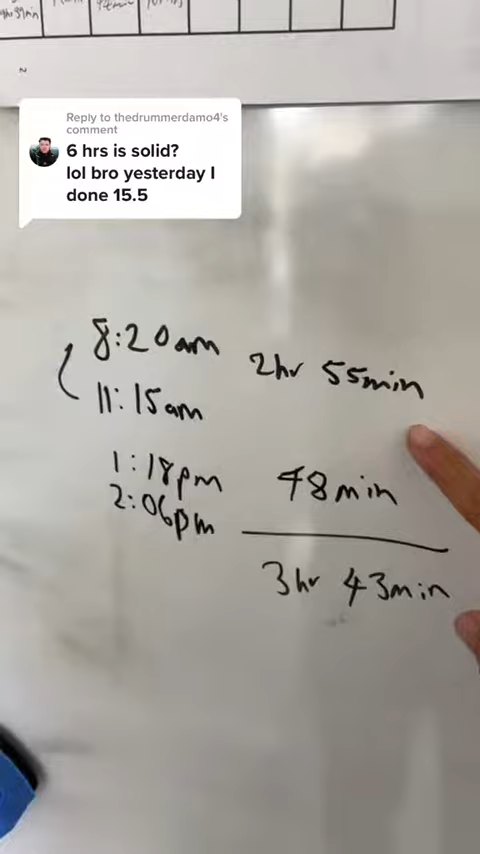 Reply to thedrummerdamo4's
comment
6 hrs is solid?
lol bro yesterday I
done 15.5
8:20am
2hr 55min
11:15am
1:18pm
48min
2:06pm
3hr 43min